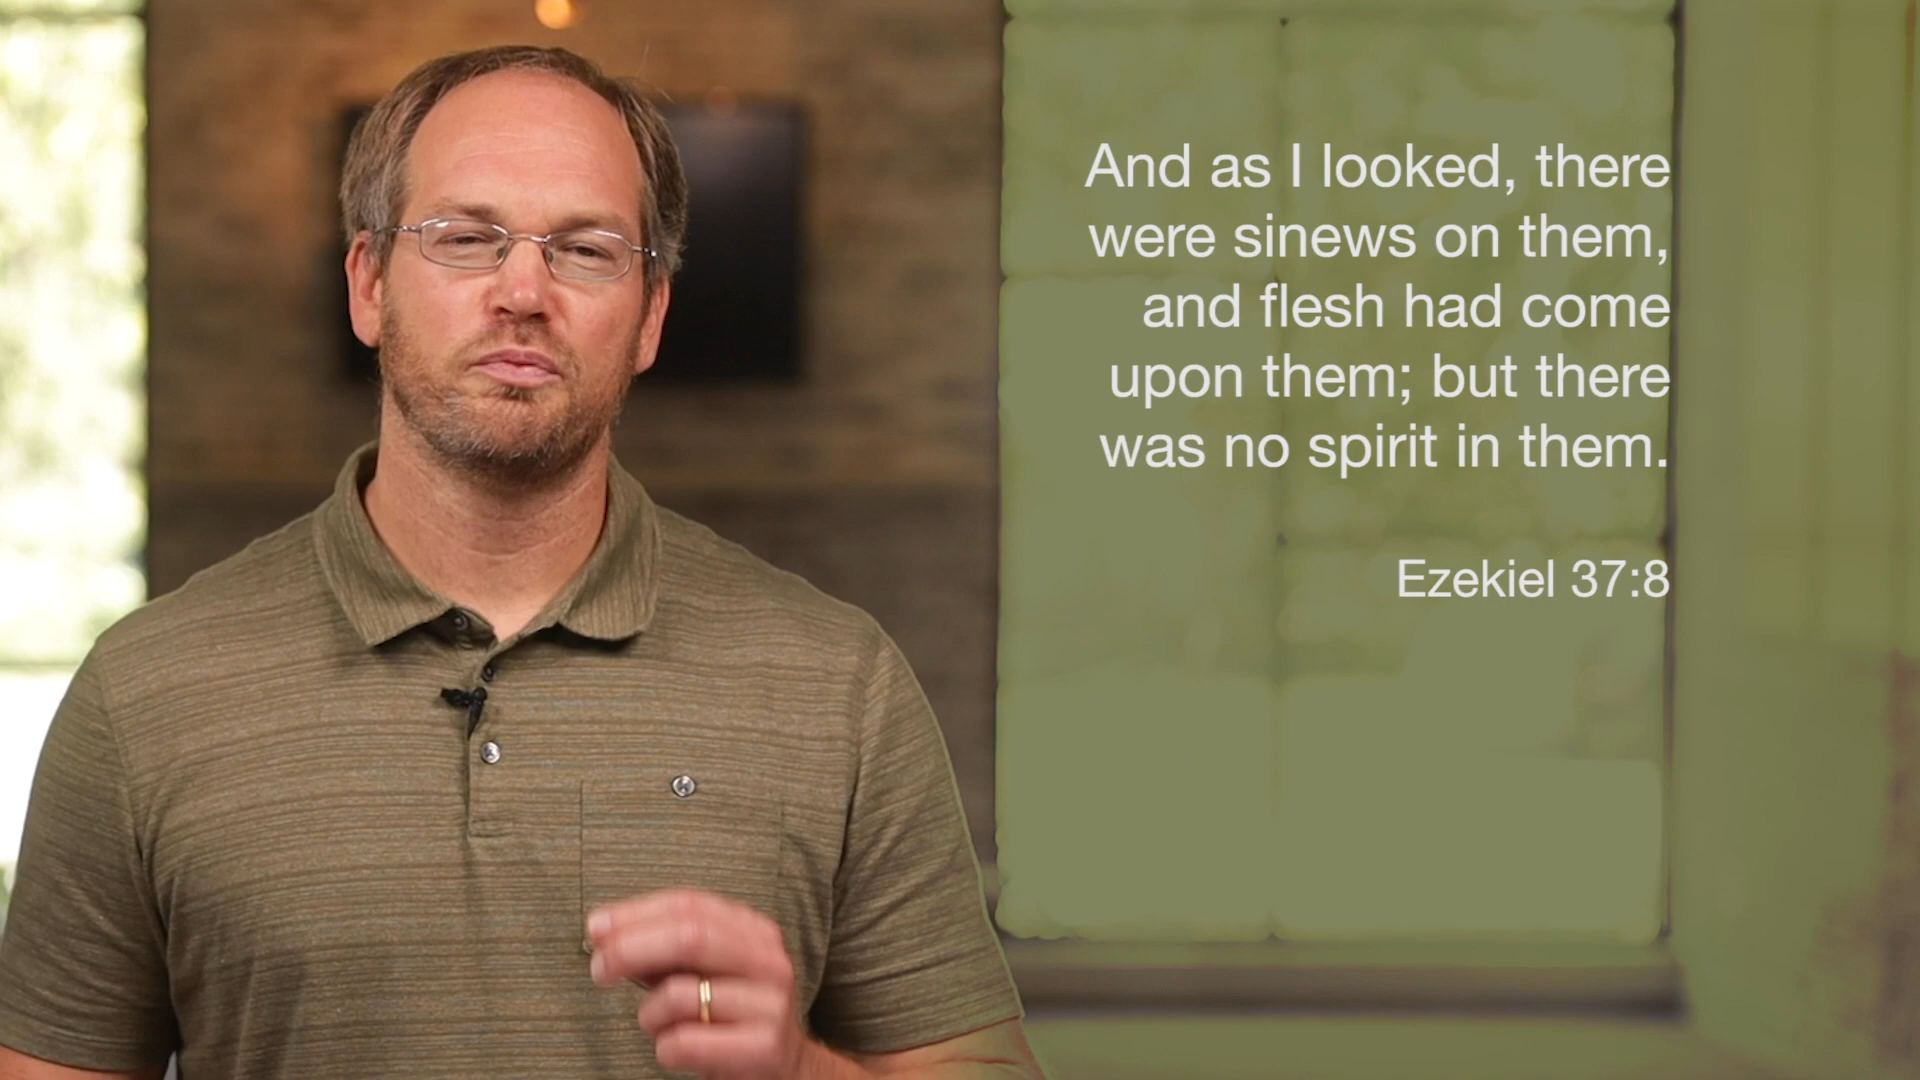 And as I looked, there
were sinews on them,
and flesh had come
upon them; but there
was no spirit in them.
Ezekiel 37:8